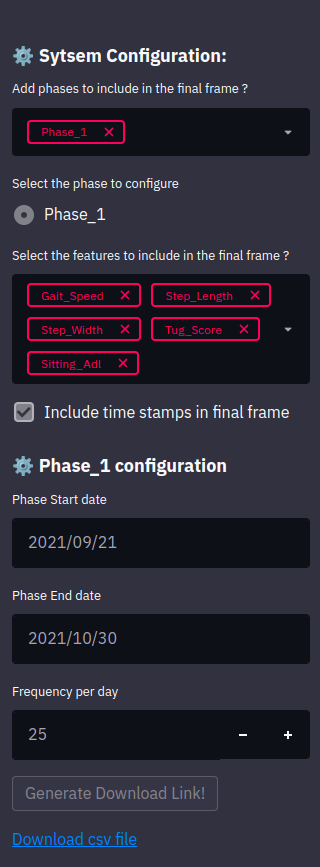 ⚙️ Sytsem Configuration:
Add phases to include in the final frame ?
Phase_1 ✕
Select the phase to configure
Phase_1
Select the features to include in the final frame ?
Gait_Speed ✕ Step_Length ✕
Step_Width ✕ Tug_Score ✕
Sitting_Adl ✕
Include time stamps in final frame
⚙️ Phase_1 configuration
Phase Start date
2021/09/21
Phase End date
2021/10/30
Frequency per day
25 − +
Generate Download Link!
Download csv file